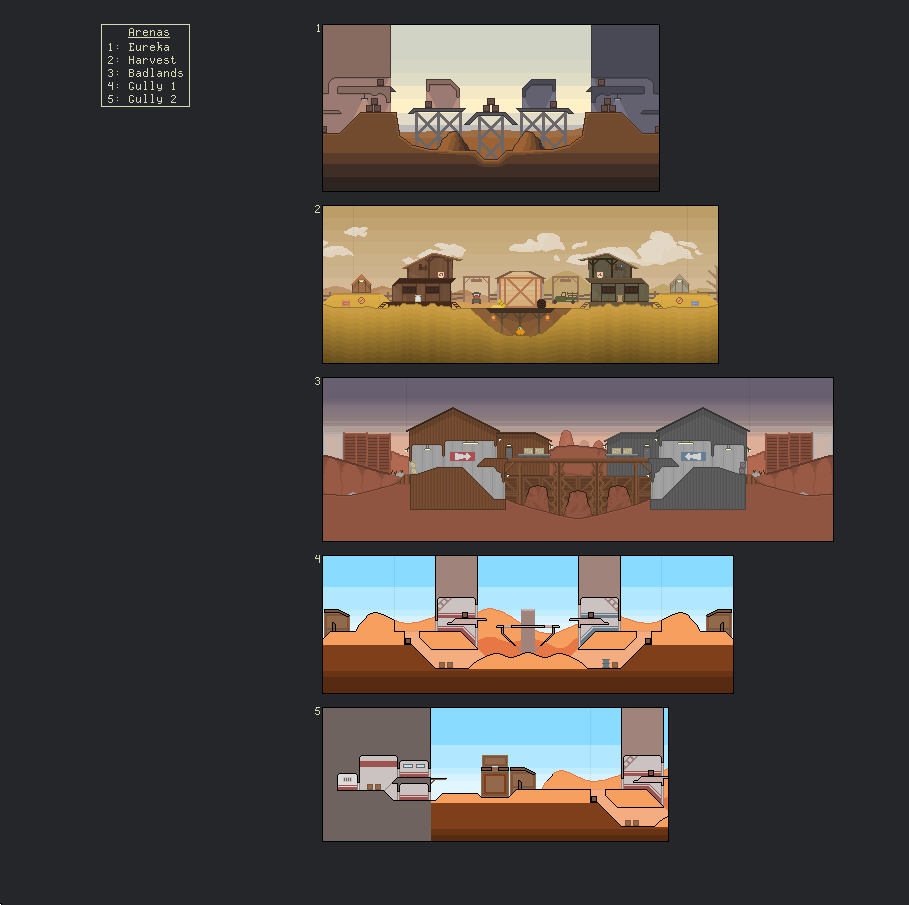 Arenas
1: Eureka
2: Harvest
3: Badlands
4: Gully 1
5: Gully 2
1
2
3
4
5